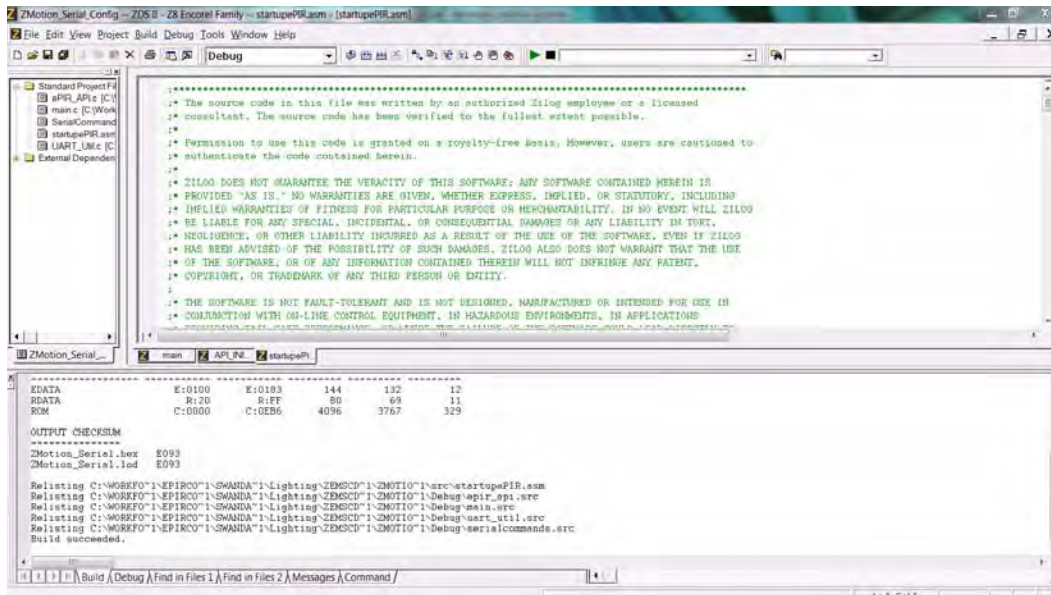 ZMotion_Serial_Config -- ZDS II - Z8 Encore! Family -- startupePIR.asm - [startupePIR.asm]
File Edit View Project Build Debug Tools Window Help
Debug
Standard Project Fi
ePIR_API.c [C:\
main.c [C:\Work
SerialCommand
startupePIR.asm
UART_Util.c [C:
External Dependen
;* The source code in this file was written by an authorized Zilog employee or a licensed
;* consultant. The source code has been verified to the fullest extent possible.
;*
;* Permission to use this code is granted on a royalty-free basis. However, users are cautioned to
;* authenticate the code contained herein.
;*
;* ZILOG DOES NOT GUARANTEE THE VERACITY OF THIS SOFTWARE; ANY SOFTWARE CONTAINED HEREIN IS
;* PROVIDED "AS IS." NO WARRANTIES ARE GIVEN, WHETHER EXPRESS, IMPLIED, OR STATUTORY, INCLUDING
;* IMPLIED WARRANTIES OF FITNESS FOR PARTICULAR PURPOSE OR MERCHANTABILITY. IN NO EVENT WILL ZILOG
;* BE LIABLE FOR ANY SPECIAL, INCIDENTAL, OR CONSEQUENTIAL DAMAGES OR ANY LIABILITY IN TORT,
;* NEGLIGENCE, OR OTHER LIABILITY INCURRED AS A RESULT OF THE USE OF THE SOFTWARE, EVEN IF ZILOG
;* HAS BEEN ADVISED OF THE POSSIBILITY OF SUCH DAMAGES. ZILOG ALSO DOES NOT WARRANT THAT THE USE
;* OF THE SOFTWARE, OR OF ANY INFORMATION CONTAINED THEREIN WILL NOT INFRINGE ANY PATENT,
;* COPYRIGHT, OR TRADEMARK OF ANY THIRD PERSON OR ENTITY.
;
;* THE SOFTWARE IS NOT FAULT-TOLERANT AND IS NOT DESIGNED, MANUFACTURED OR INTENDED FOR USE IN
;* CONJUNCTION WITH ON-LINE CONTROL EQUIPMENT, IN HAZARDOUS ENVIRONMENTS, IN APPLICATIONS
ZMotion_Serial_... main API_INI... startupePI...
EDATA E:0100 E:0183 144 132 12
RDATA R:20 R:FF 80 69 11
ROM C:0000 C:0EB6 4096 3767 329
OUTPUT CHECKSUM
ZMotion_Serial.hex E093
ZMotion_Serial.lod E093
Relisting C:\WORKFO~1\EPIRCO~1\SWANDA~1\Lighting\ZEMSCD~1\ZMOTIO~1\src\startupePIR.asm
Relisting C:\WORKFO~1\EPIRCO~1\SWANDA~1\Lighting\ZEMSCD~1\ZMOTIO~1\Debug\epir_api.src
Relisting C:\WORKFO~1\EPIRCO~1\SWANDA~1\Lighting\ZEMSCD~1\ZMOTIO~1\Debug\main.src
Relisting C:\WORKFO~1\EPIRCO~1\SWANDA~1\Lighting\ZEMSCD~1\ZMOTIO~1\Debug\uart_util.src
Relisting C:\WORKFO~1\EPIRCO~1\SWANDA~1\Lighting\ZEMSCD~1\ZMOTIO~1\Debug\serialcommands.src
Build succeeded.
Build Debug Find in Files 1 Find in Files 2 Messages Command